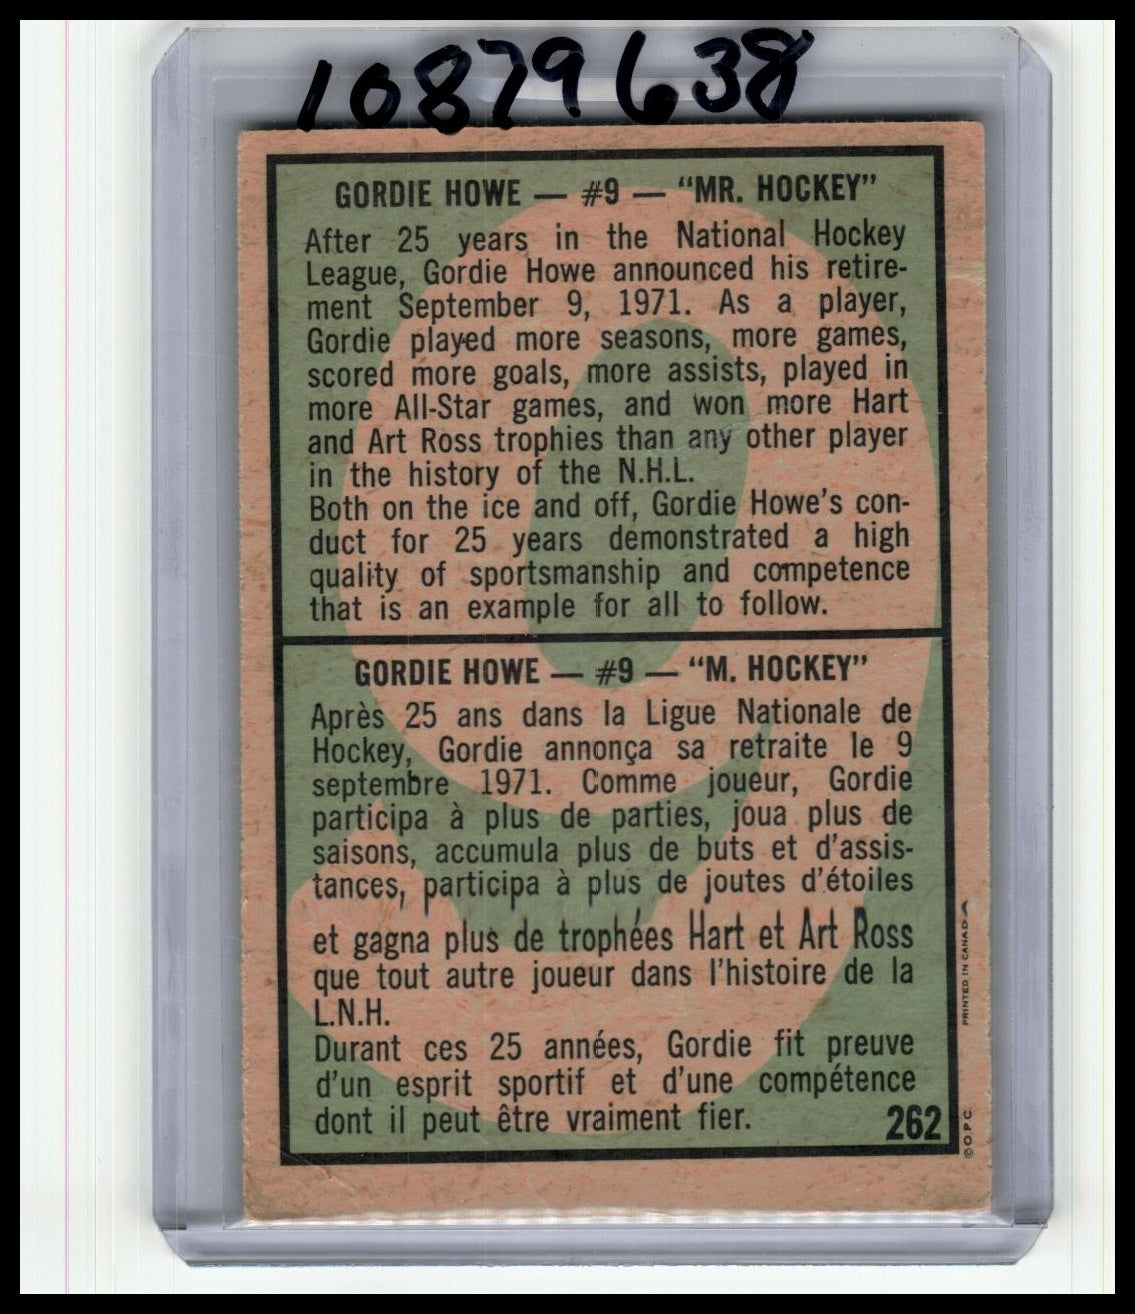 10879638
GORDIE HOWE — #9 — “MR. HOCKEY”
After 25 years in the National Hockey
League, Gordie Howe announced his retire-
ment September 9, 1971. As a player,
Gordie played more seasons, more games,
scored more goals, more assists, played in
more All-Star games, and won more Hart
and Art Ross trophies than any other player
in the history of the N.H.L.
Both on the ice and off, Gordie Howe's con-
duct for 25 years demonstrated a high
quality of sportsmanship and competence
that is an example for all to follow.
GORDIE HOWE — #9 — “M. HOCKEY”
Après 25 ans dans la Ligue Nationale de
Hockey, Gordie annonça sa retraite le 9
septembre 1971. Comme joueur, Gordie
participa à plus de parties, joua plus de
saisons, accumula plus de buts et d'assis-
tances, participa à plus de joutes d'étoiles
et gagna plus de trophées Hart et Art Ross
que tout autre joueur dans l'histoire de la
L.N.H.
Durant ces 25 années, Gordie fit preuve
d'un esprit sportif et d'une compétence
dont il peut être vraiment fier.
262
©O.P.C. PRINTED IN CANADA